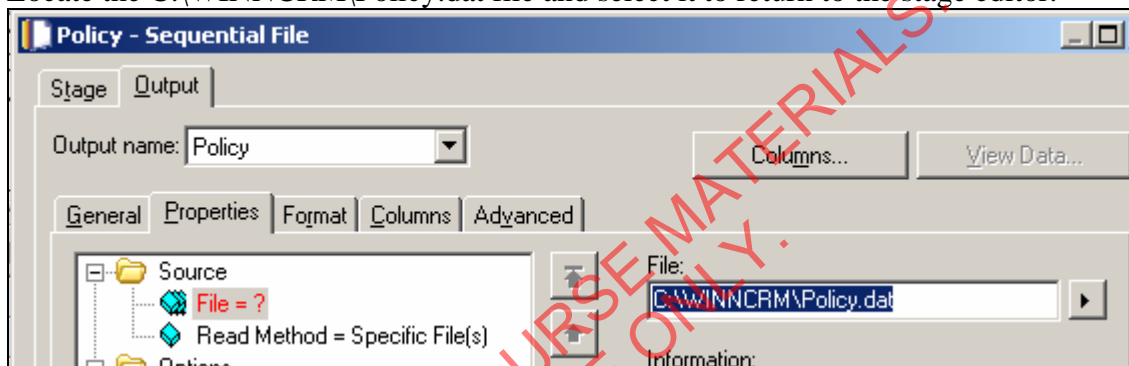 Locate the C:\WINNCRM\Policy.dat file and select it to return to the stage editor.
Policy - Sequential File
Stage Output
Output name: Policy
Columns... View Data...
General Properties Format Columns Advanced
Source
File = ?
Read Method = Specific File(s)
Options
File:
C:\WINNCRM\Policy.dat
Information:
COURSE MATERIALS.
ONLY.